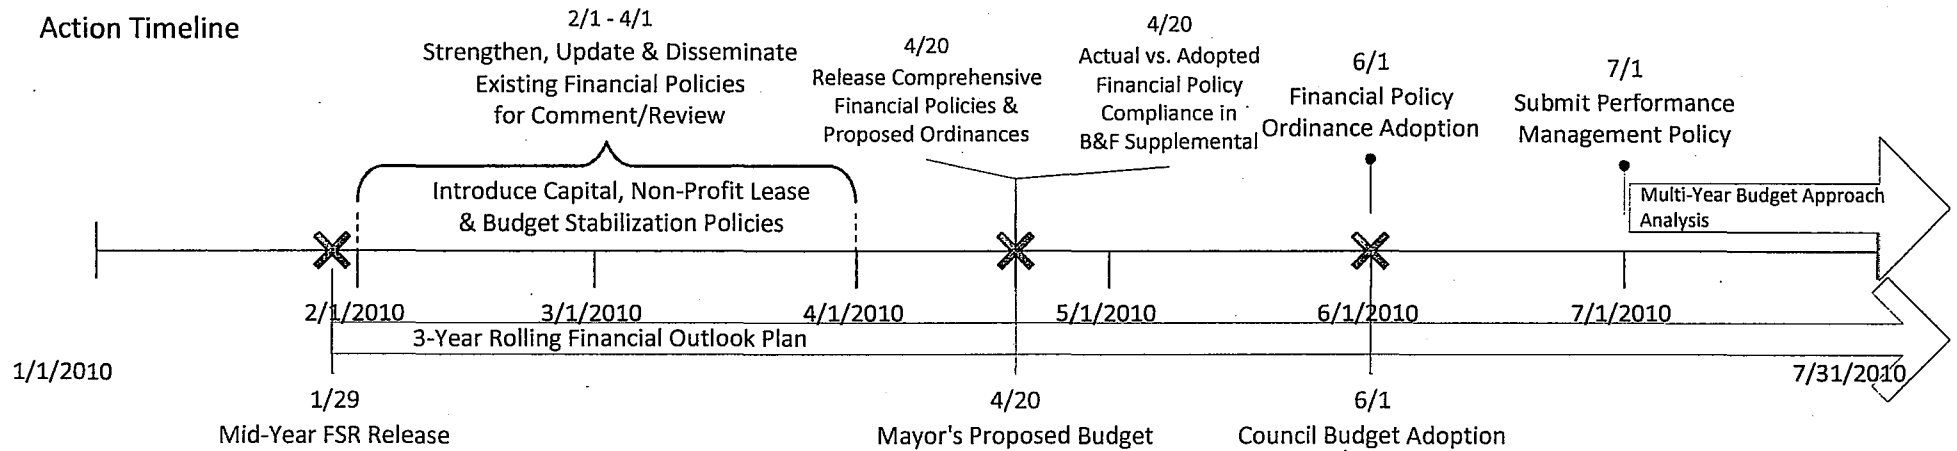 Action Timeline
2/1 - 4/1
Strengthen, Update & Disseminate
Existing Financial Policies
for Comment/Review
4/20
Release Comprehensive
Financial Policies &
Proposed Ordinances
4/20
Actual vs. Adopted
Financial Policy
Compliance in
B&F Supplemental
6/1
Financial Policy
Ordinance Adoption
7/1
Submit Performance
Management Policy
Introduce Capital, Non-Profit Lease
& Budget Stabilization Policies
Multi-Year Budget Approach
Analysis
2/1/2010
3/1/2010
4/1/2010
5/1/2010
6/1/2010
7/1/2010
3-Year Rolling Financial Outlook Plan
1/1/2010
7/31/2010
1/29
Mid-Year FSR Release
4/20
Mayor's Proposed Budget
6/1
Council Budget Adoption